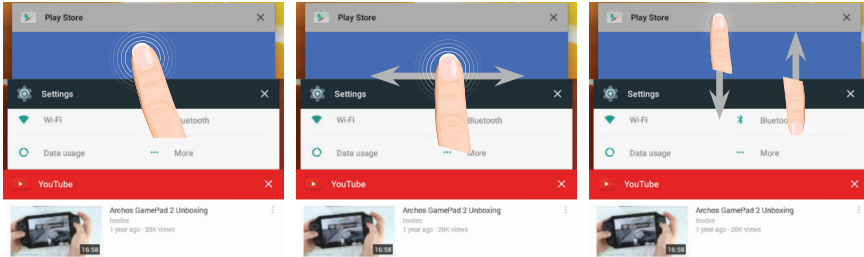 Play Store
Settings
Wi-Fi
Bluetooth
Data usage
More
YouTube
Archos GamePad 2 Unboxing
leodee
1 year ago · 20K views
16:58
Play Store
Settings
Wi-Fi
Bluetooth
Data usage
More
YouTube
Archos GamePad 2 Unboxing
leodee
1 year ago · 20K views
16:58
Play Store
Settings
Wi-Fi
Bluetoo
Data usage
More
YouTube
Archos GamePad 2 Unboxing
leodee
1 year ago · 20K views
16:58